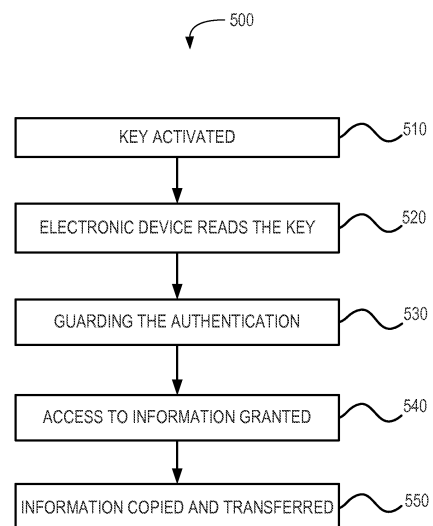 500
KEY ACTIVATED
510
ELECTRONIC DEVICE READS THE KEY
520
GUARDING THE AUTHENTICATION
530
ACCESS TO INFORMATION GRANTED
540
INFORMATION COPIED AND TRANSFERRED
550